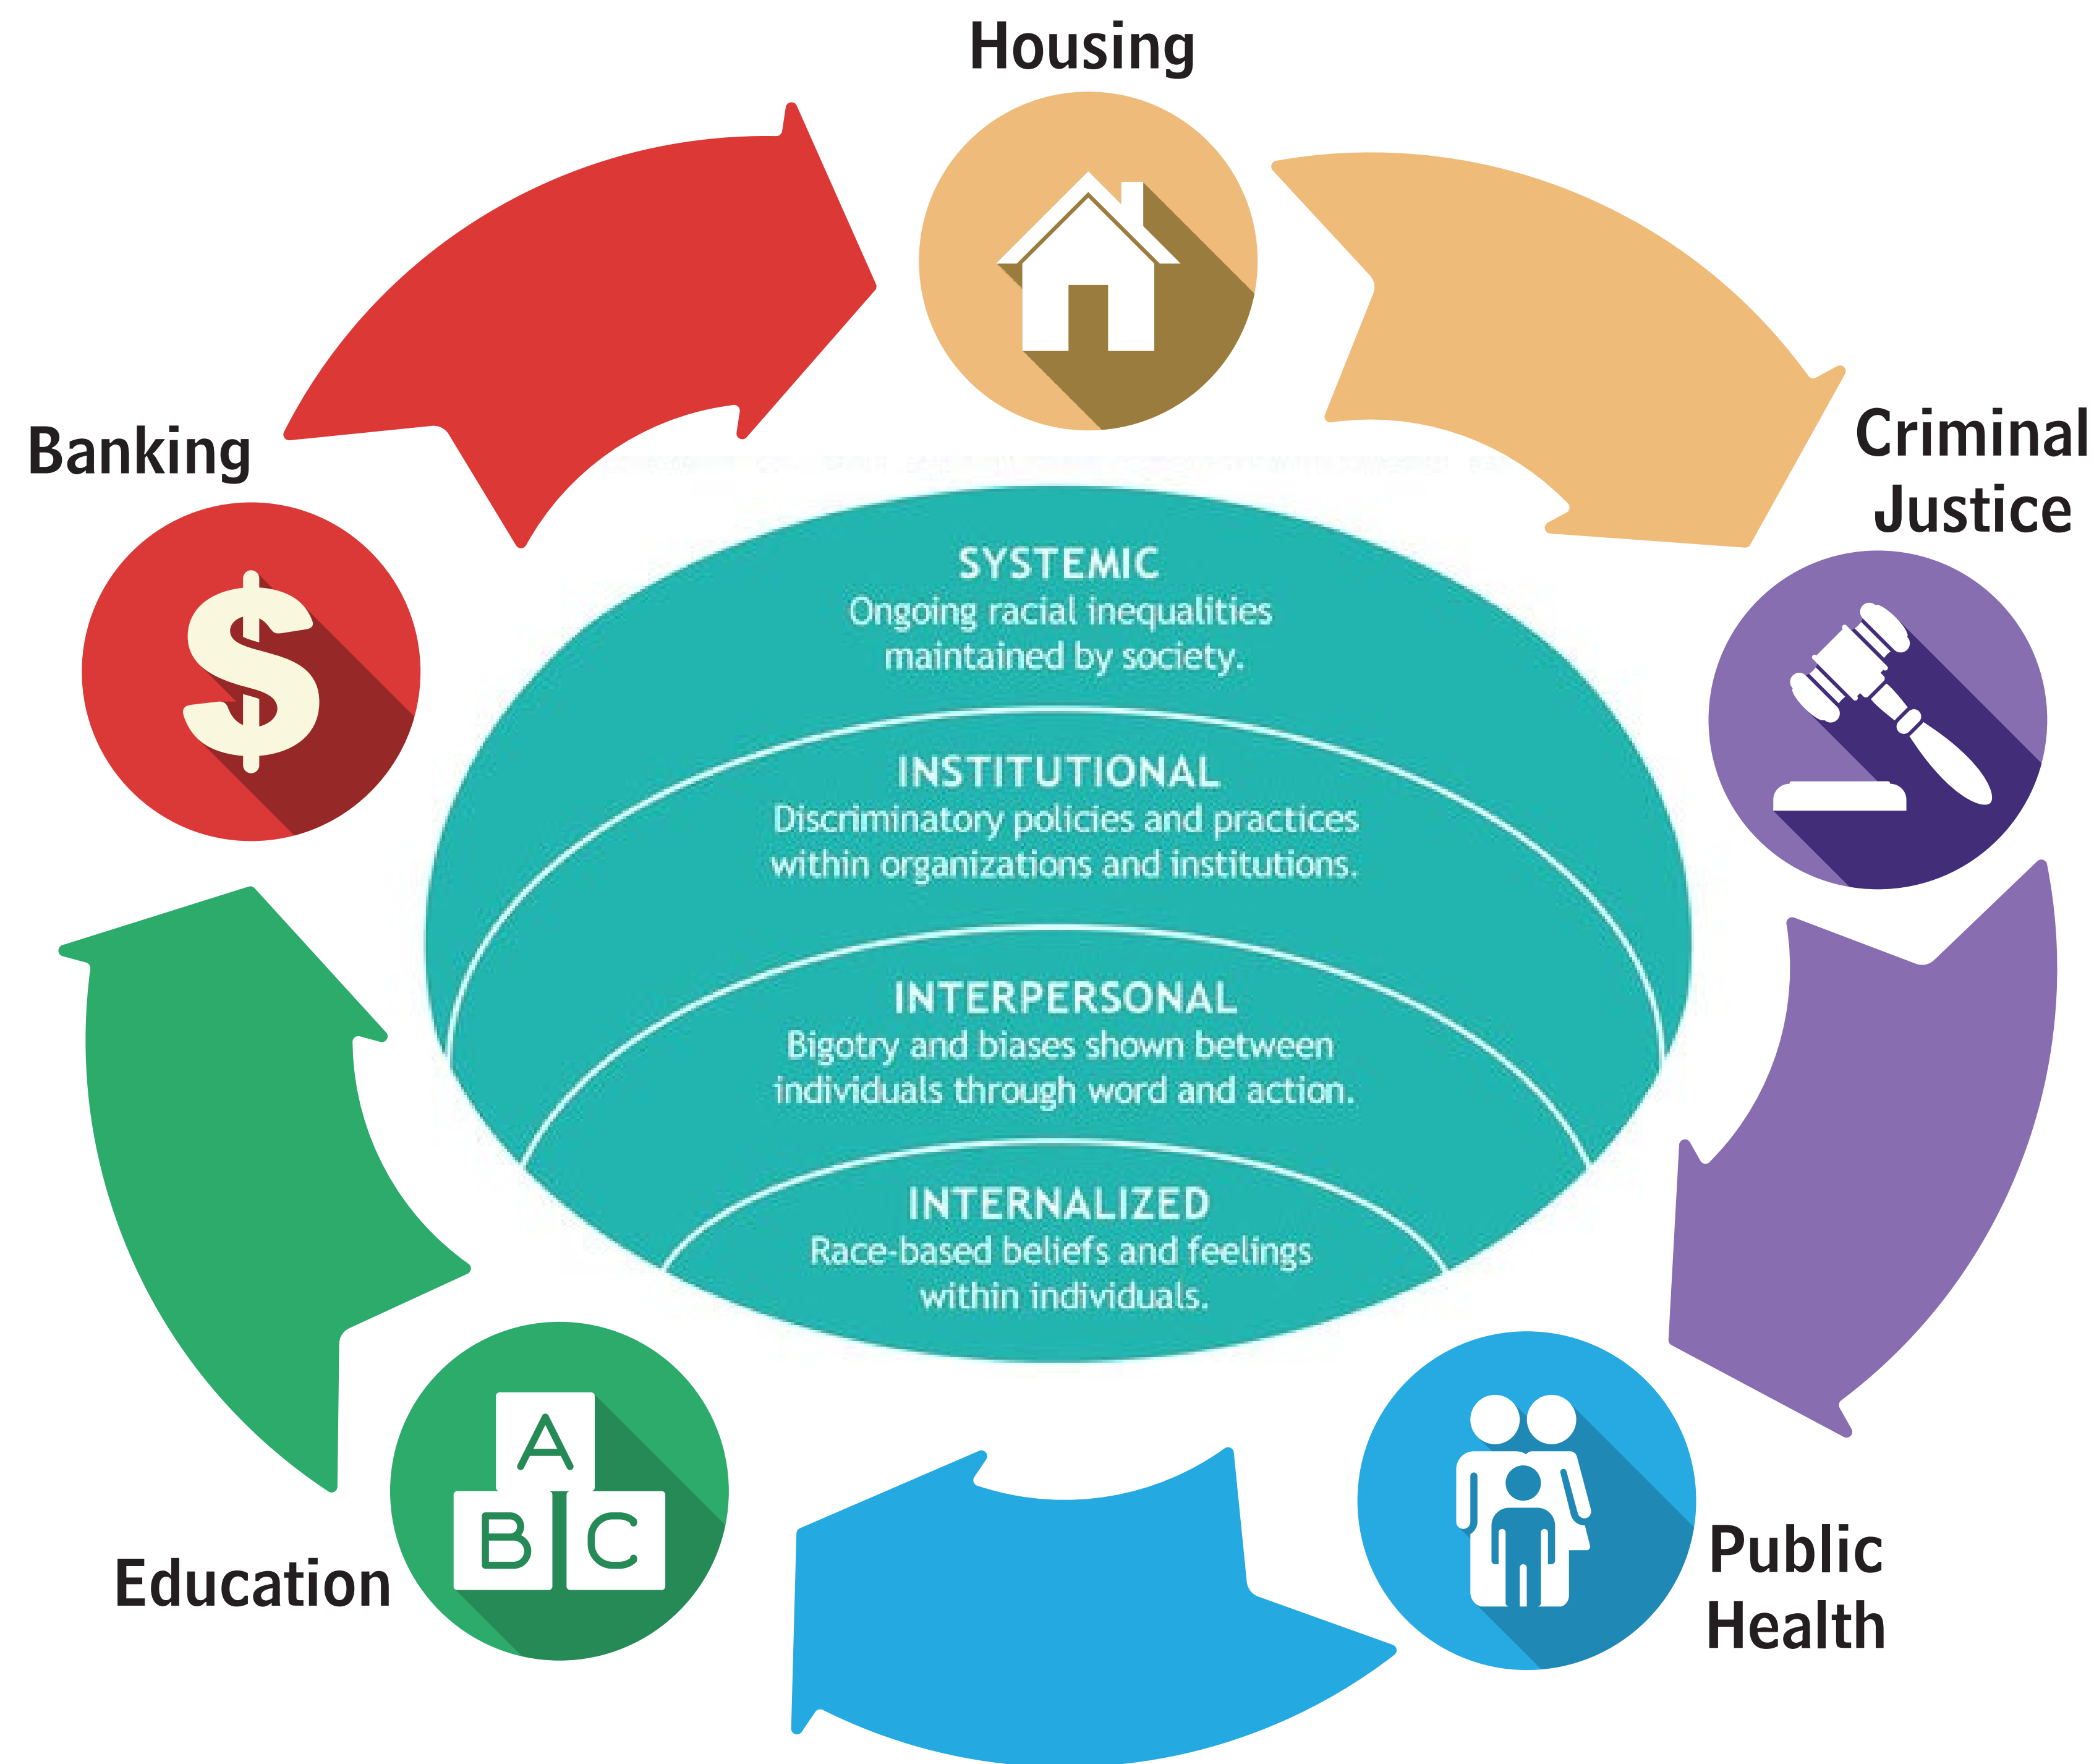 Housing
Banking
Criminal
Justice
SYSTEMIC
Ongoing racial inequalities
maintained by society.
INSTITUTIONAL
Discriminatory policies and practices
within organizations and institutions.
INTERPERSONAL
Bigotry and biases shown between
individuals through word and action.
INTERNALIZED
Race-based beliefs and feelings
within individuals.
A
B C
Education
Public
Health